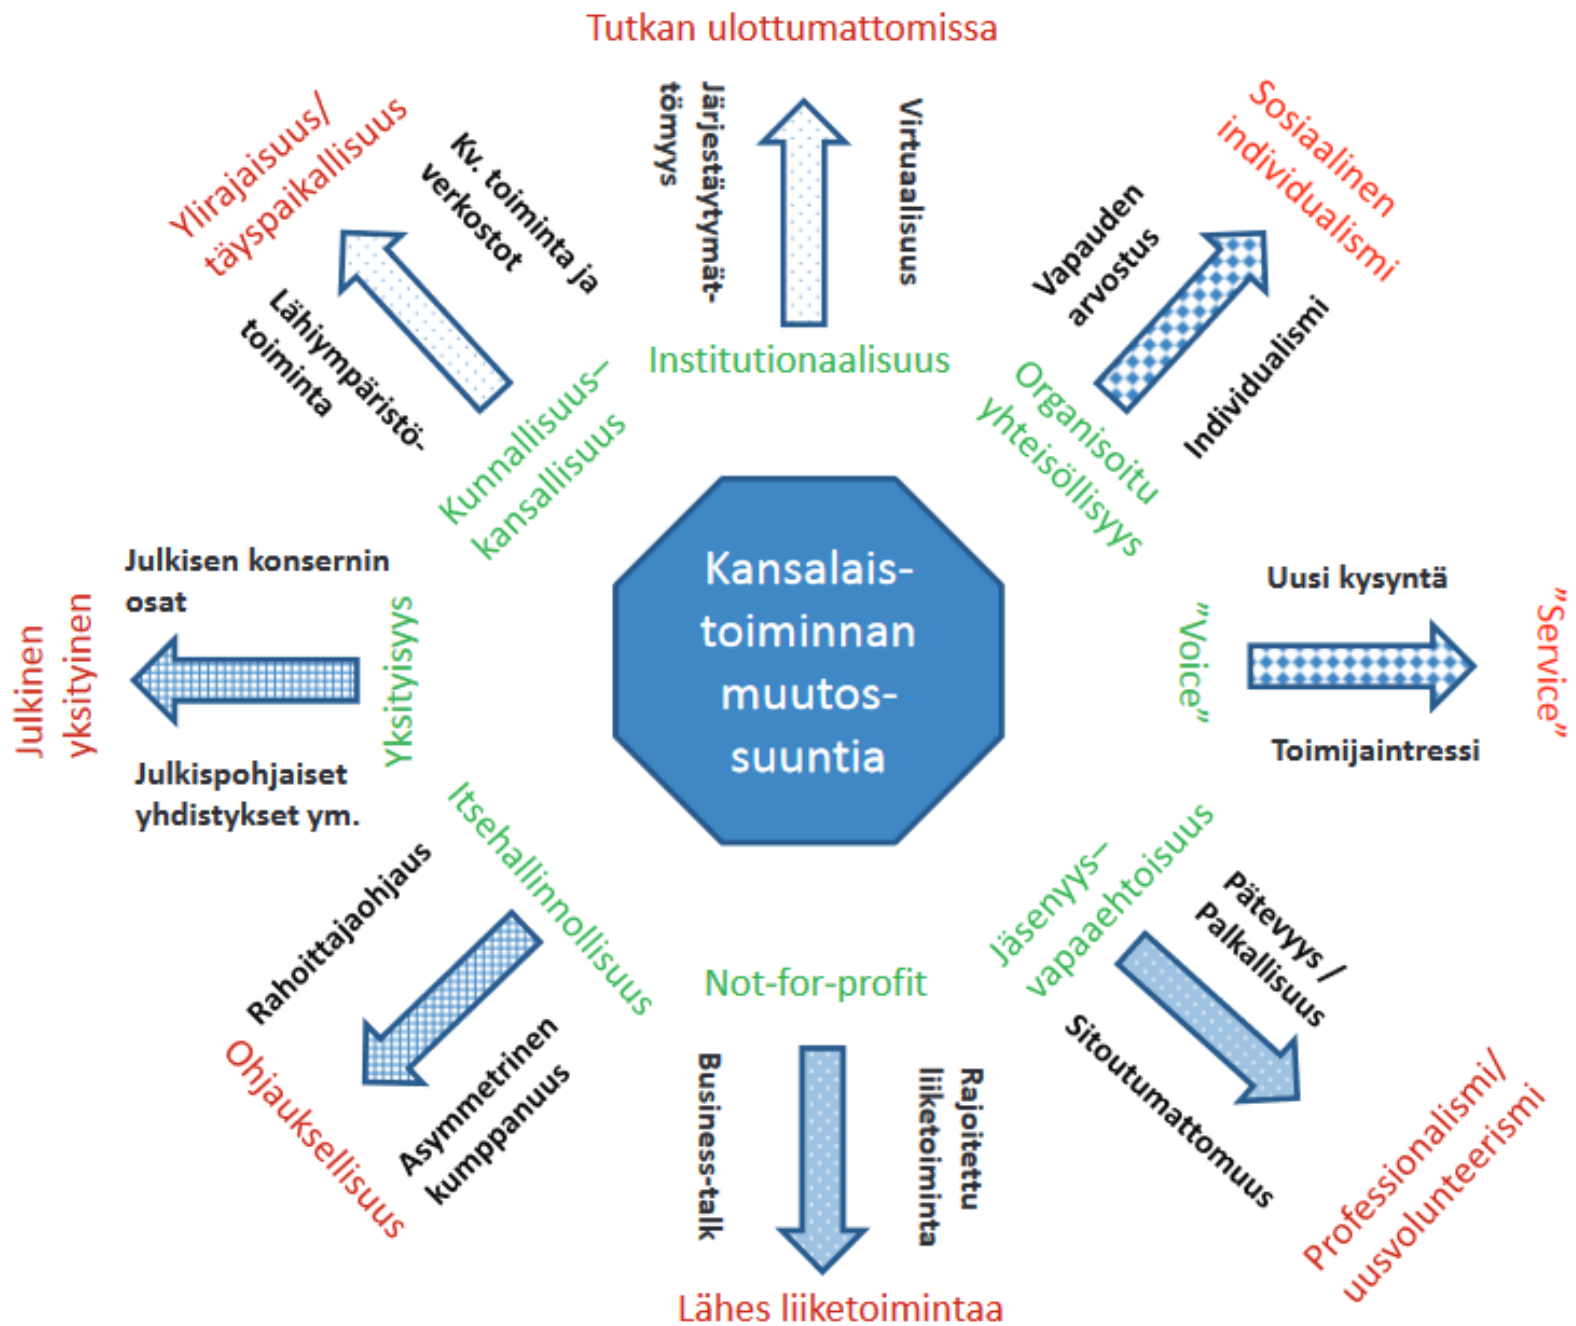 Tutkan ulottumattomissa
Järjestäytymät-
tömyys
Virtuaalisuus
Institutionaalisuus
Sosiaalinen
individualismi
Vapauden
arvostus
Individualismi
Organisoitu
yhteisöllisyys
Uusi kysyntä
"Voice"
"Service"
Toimijaintressi
Jäsenyys–
vapaaehtoisuus
Pätevyys /
Palkallisuus
Sitoutumattomuus
Professionalismi/
uusvolunteerismi
Not-for-profit
Business-talk
Rajoitettu
liiketoiminta
Lähes liiketoimintaa
Itsehallinnollisuus
Rahoittajaohjaus
Asymmetrinen
kumppanuus
Ohjauksellisuus
Julkisen konsernin
osat
Yksityisyys
Julkinen
yksityinen
Julkispohjaiset
yhdistykset ym.
Ylirajaisuus/
täyspaikallisuus
Kv. toiminta ja
verkostot
Lähiympäristö-
toiminta
Kunnallisuus–
kansallisuus
Kansalais-
toiminnan
muutos-
suuntia